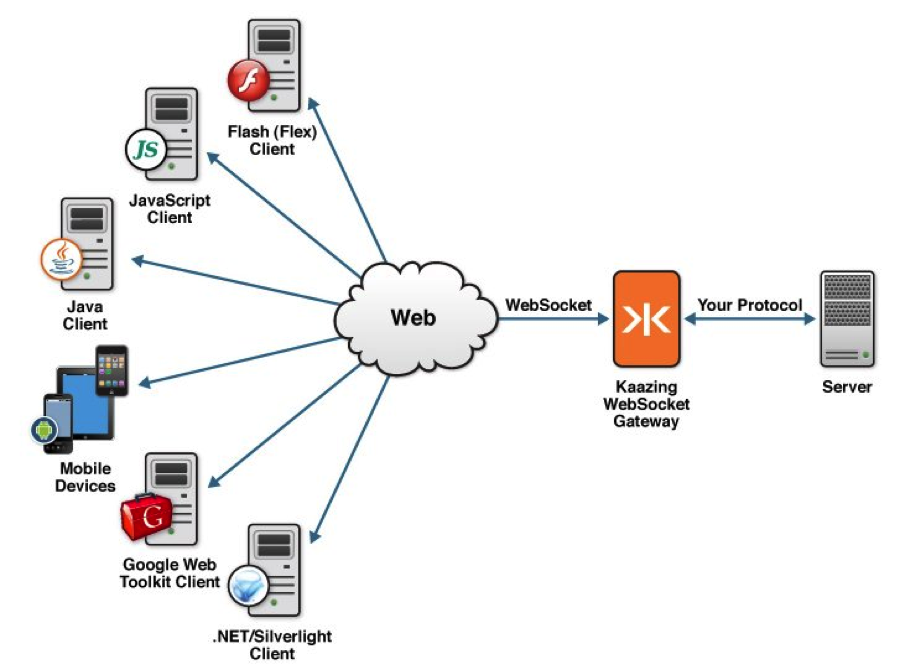 Flash (Flex)
Client
JS
JavaScript
Client
Java
Client
Web
WebSocket
Your Protocol
Kaazing
WebSocket
Gateway
Server
Mobile
Devices
G
Google Web
Toolkit Client
.NET/Silverlight
Client